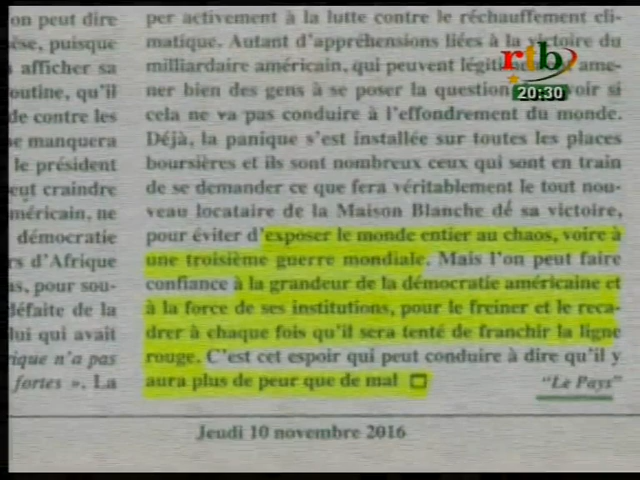 on peut dire
èse, puisque
afficher sa
outine, qu'il
de contre les
e manquera
le président
eut craindre
méricain, ne
démocratie
rs d'Afrique
s, pour sou-
défaite de la
lui qui avait
rique n'a pas
fortes ». La
per activement à la lutte contre le réchauffement cli-
matique. Autant d'appréhensions liées à la victoire du
milliardaire américain, qui peuvent ame-
ner bien des gens à se poser la question si
cela ne va pas conduire à l'effondrement du monde.
Déjà, la panique s'est installée sur toutes les places
boursières et ils sont nombreux ceux qui sont en train
de se demander ce que fera véritablement le tout nou-
veau locataire de la Maison Blanche dé sa victoire,
pour éviter d'exposer le monde entier au chaos, voire à
une troisième guerre mondiale. Mais l'on peut faire
confiance à la grandeur de la démocratie américaine et
à la force de ses institutions, pour le freiner et le reca-
drer à chaque fois qu'il sera tenté de franchir la ligne
rouge. C'est cet espoir qui peut conduire à dire qu'il y
aura plus de peur que de mal
"Le Pays"
Jeudi 10 novembre 2016
rtb
20:30